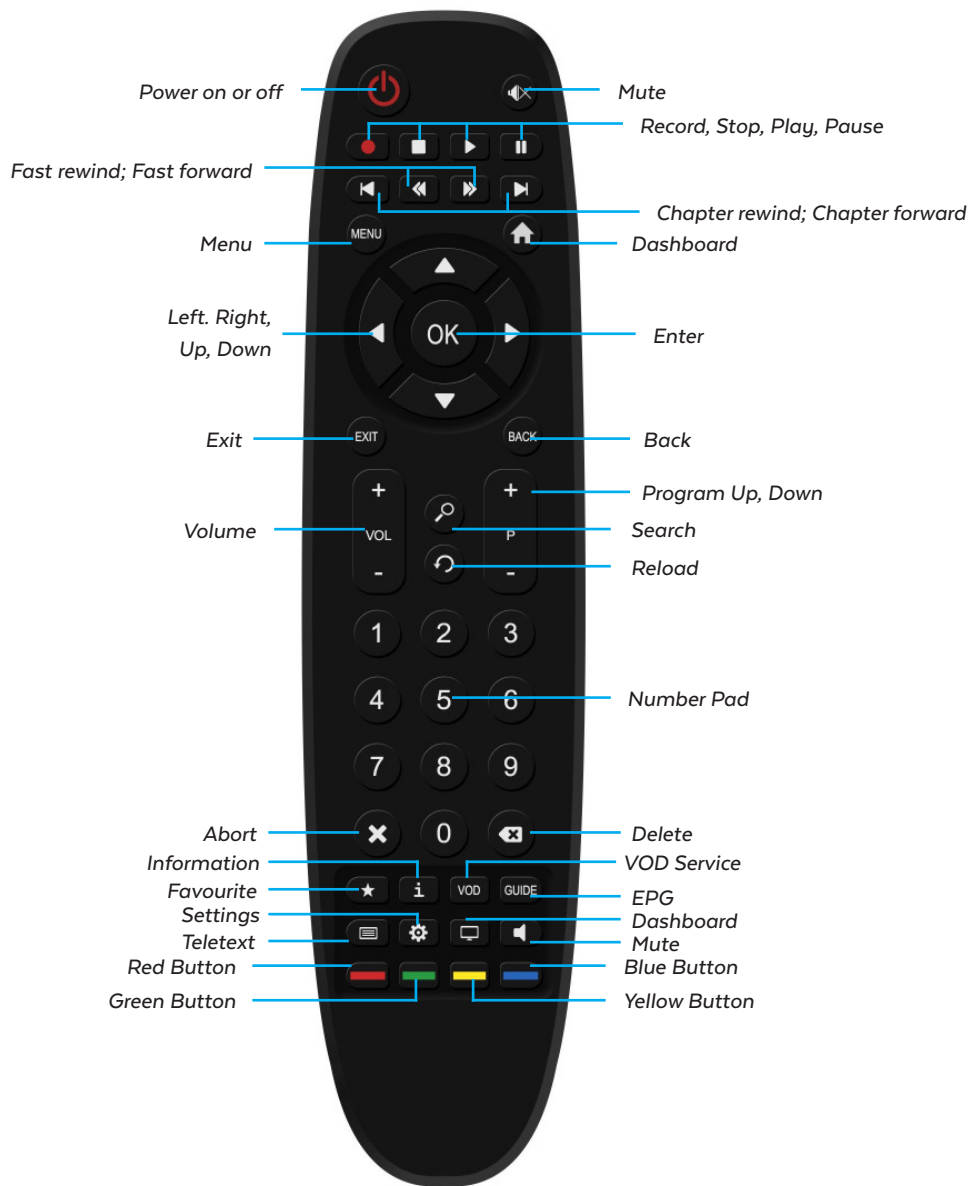 Power on or off
Mute
Record, Stop, Play, Pause
Fast rewind; Fast forward
Chapter rewind; Chapter forward
MENU
Menu
Dashboard
Left. Right,
Up, Down
OK
Enter
EXIT
BACK
Exit
Back
+
+
Program Up, Down
VOL
P
Volume
Search
-
-
Reload
1 2 3
4 5 6
Number Pad
7 8 9
0
Abort
Delete
Information
VOD Service
i
VOD
GUIDE
Favourite
EPG
Settings
Dashboard
Teletext
Mute
Red Button
Blue Button
Green Button
Yellow Button